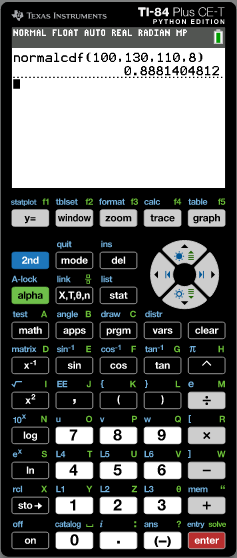 TEXAS INSTRUMENTS TI-84 Plus CE-T
PYTHON EDITION
NORMAL FLOAT AUTO REAL RADIAN MP
normalcdf(100,130,110,8)
0.8881404812
statplot f1 tblset f2 format f3 calc f4 table f5
y= window zoom trace graph
quit ins
2nd mode del
A-lock link list
alpha X,T,θ,n stat
test A angle B draw C distr
math apps prgm vars clear
matrix D sin⁻¹ E cos⁻¹ F tan⁻¹ G π H
x⁻¹ sin cos tan ^
√ I EE J { K } L e M
x² , ( ) ÷
10ˣ N u O v P w Q [ R
log 7 8 9 ×
eˣ S L4 T L5 U L6 V ] W
ln 4 5 6 −
rcl X L1 Y L2 Z L3 θ mem "
sto→ 1 2 3 +
off catalog ␣ i : ans ? entry solve
on 0 . (−) enter